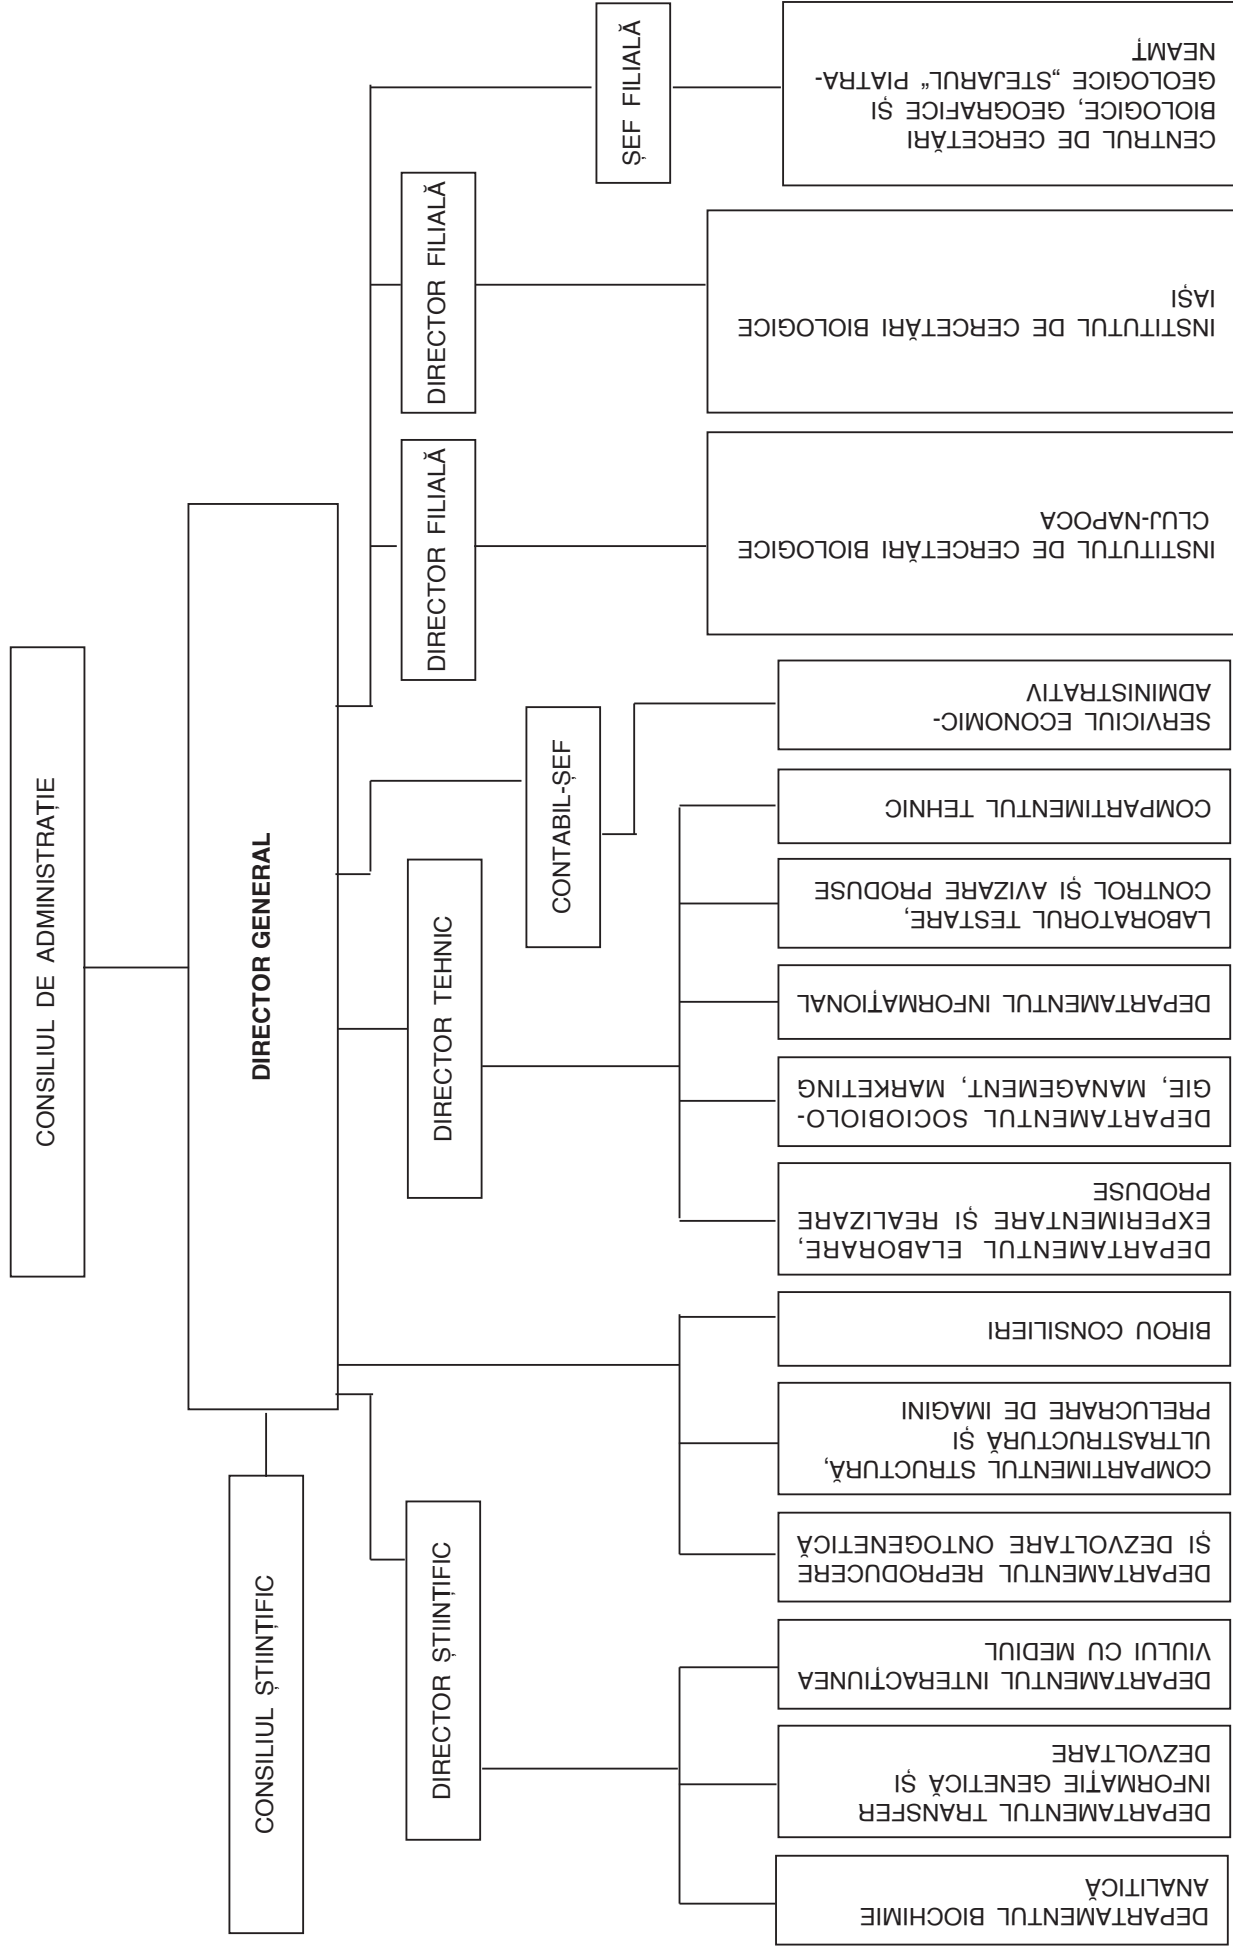 CONSILIUL DE ADMINISTRAȚIE
CONSILIUL ȘTIINȚIFIC
DIRECTOR GENERAL
DIRECTOR ȘTIINȚIFIC
DIRECTOR TEHNIC
CONTABIL-ȘEF
DIRECTOR FILIALĂ
DIRECTOR FILIALĂ
ȘEF FILIALĂ
DEPARTAMENTUL BIOCHIMIE
ANALITICĂ
DEPARTAMENTUL TRANSFER
INFORMAȚIE GENETICĂ ȘI
DEZVOLTARE
DEPARTAMENTUL INTERACȚIUNEA
VIULUI CU MEDIUL
DEPARTAMENTUL REPRODUCERE
ȘI DEZVOLTARE ONTOGENETICĂ
COMPARTIMENTUL STRUCTURĂ,
ULTRASTRUCTURĂ ȘI
PRELUCRARE DE IMAGINI
BIROU CONSILIERI
DEPARTAMENTUL ELABORARE,
EXPERIMENTARE ȘI REALIZARE
PRODUSE
DEPARTAMENTUL SOCIOBIOLO-
GIE, MANAGEMENT, MARKETING
DEPARTAMENTUL INFORMAȚIONAL
LABORATORUL TESTARE,
CONTROL ȘI AVIZARE PRODUSE
COMPARTIMENTUL TEHNIC
SERVICIUL ECONOMIC-
ADMINISTRATIV
INSTITUTUL DE CERCETĂRI BIOLOGICE
CLUJ-NAPOCA
INSTITUTUL DE CERCETĂRI BIOLOGICE
IAȘI
CENTRUL DE CERCETĂRI
BIOLOGICE, GEOGRAFICE ȘI
GEOLOGICE “STEJARUL” PIATRA-
NEAMȚ